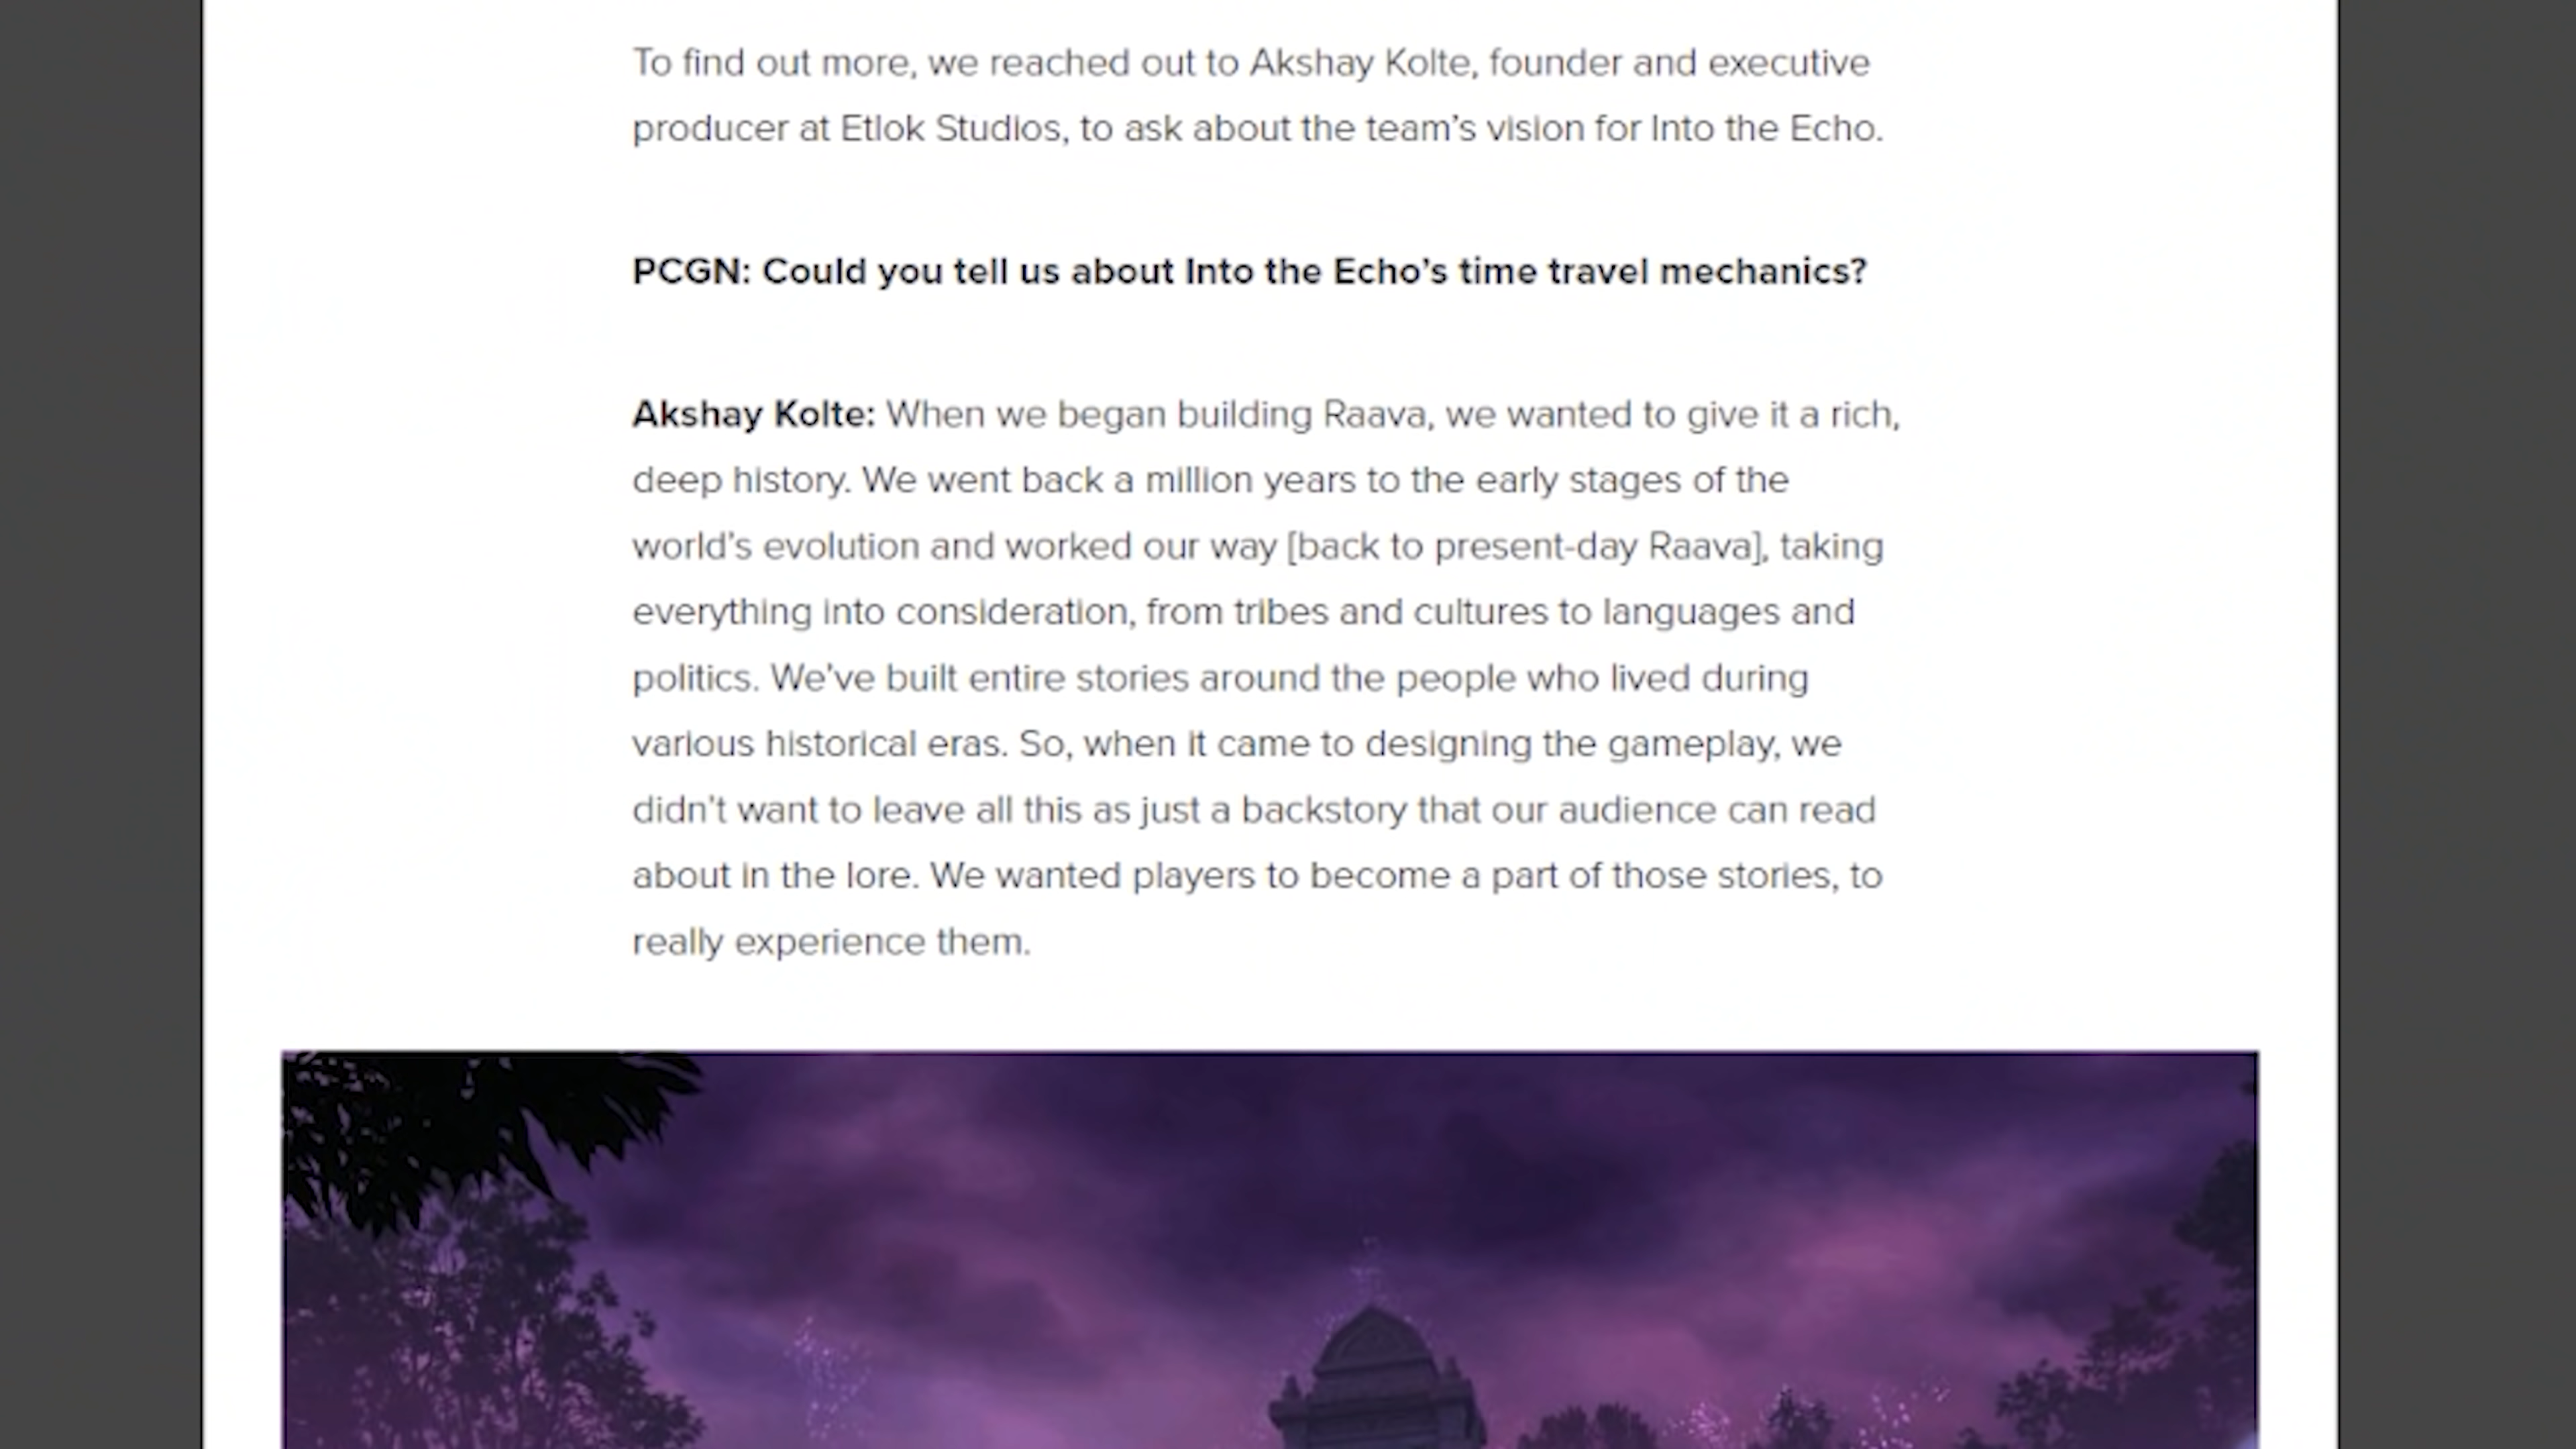 To find out more, we reached out to Akshay Kolte, founder and executive
producer at Etlok Studios, to ask about the team's vision for Into the Echo.
PCGN: Could you tell us about Into the Echo's time travel mechanics?
Akshay Kolte: When we began building Raava, we wanted to give it a rich,
deep history. We went back a million years to the early stages of the
world's evolution and worked our way [back to present-day Raava], taking
everything into consideration, from tribes and cultures to languages and
politics. We've built entire stories around the people who lived during
various historical eras. So, when it came to designing the gameplay, we
didn't want to leave all this as just a backstory that our audience can read
about in the lore. We wanted players to become a part of those stories, to
really experience them.